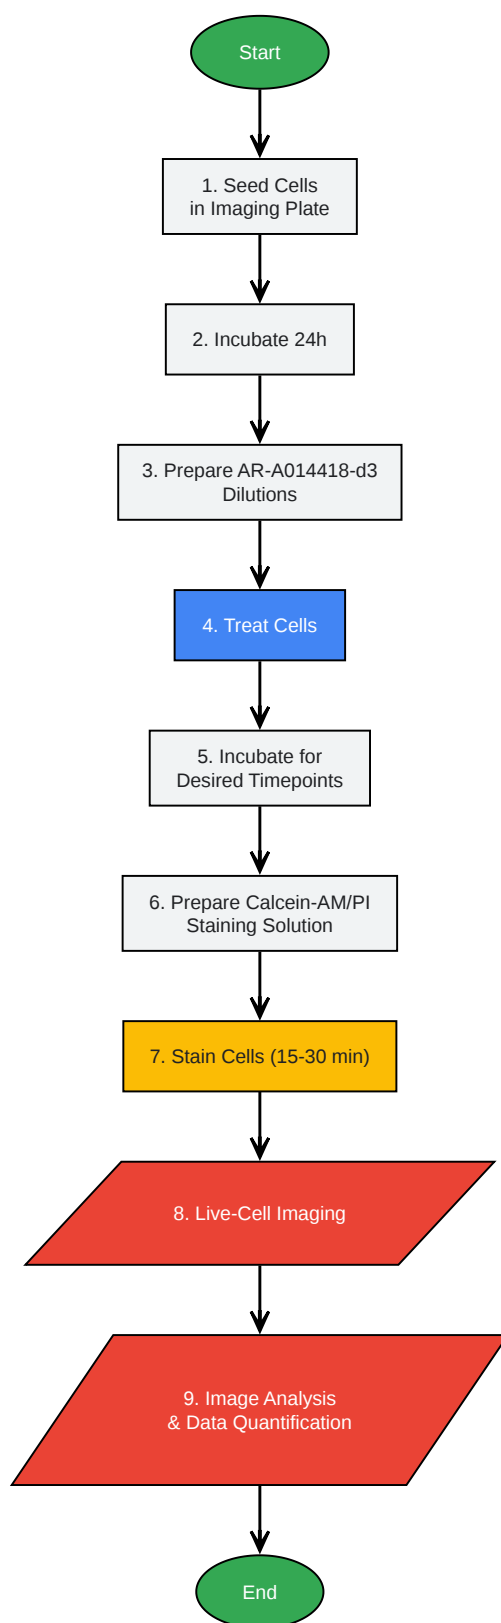 Start
1. Seed Cells
in Imaging Plate
2. Incubate 24h
3. Prepare AR-A014418-d3
Dilutions
4. Treat Cells
5. Incubate for
Desired Timepoints
6. Prepare Calcein-AM/PI
Staining Solution
7. Stain Cells (15-30 min)
8. Live-Cell Imaging
9. Image Analysis
& Data Quantification
End